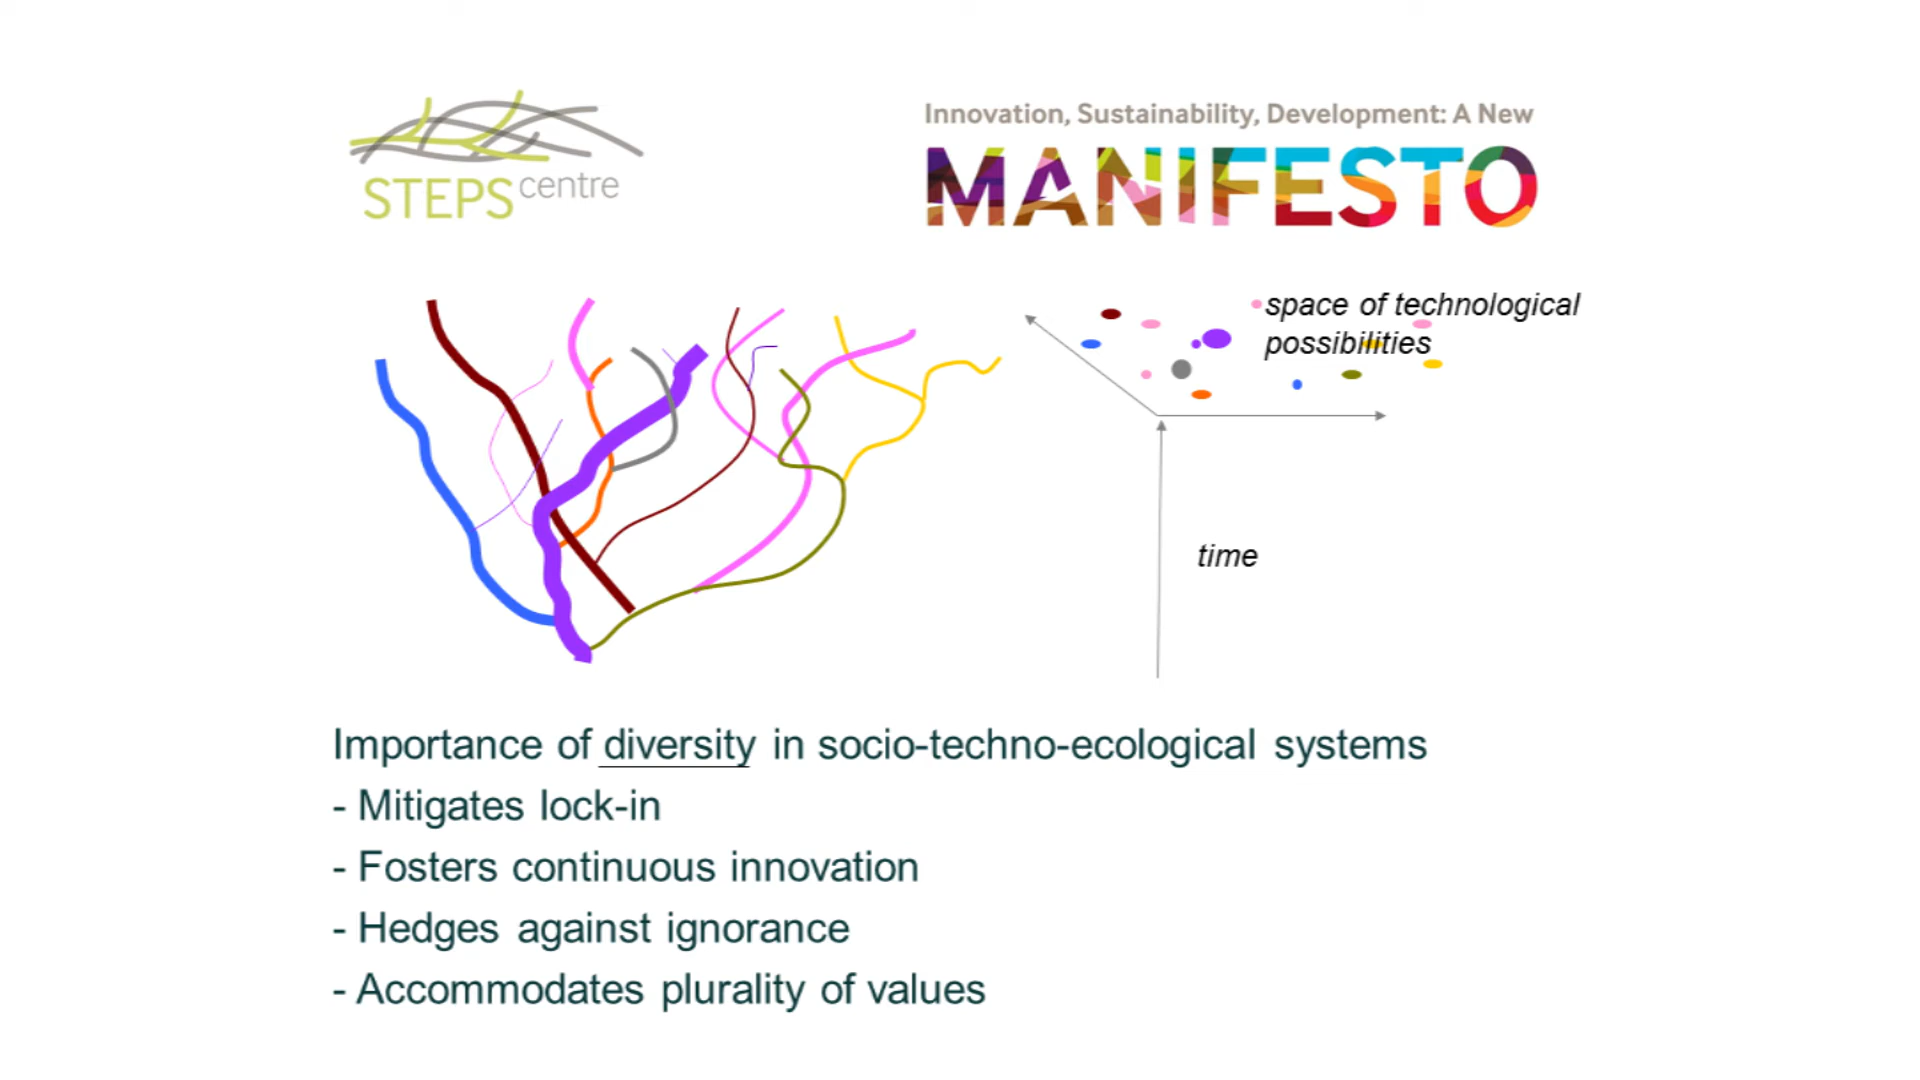 STEPS centre
Innovation, Sustainability, Development: A New
MANIFESTO
space of technological
possibilities
time
Importance of diversity in socio-techno-ecological systems
- Mitigates lock-in
- Fosters continuous innovation
- Hedges against ignorance
- Accommodates plurality of values